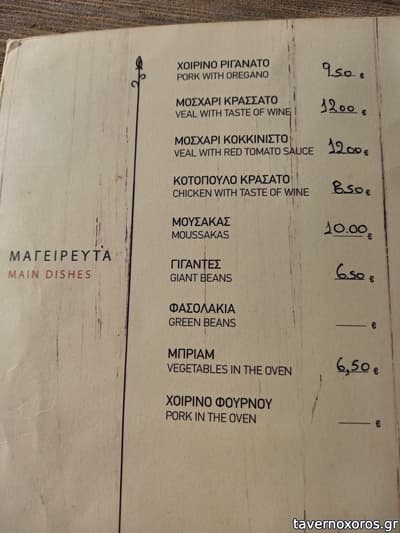 ΧΟΙΡΙΝΟ ΡΙΓΑΝΑΤΟ
PORK WITH OREGANO 9.50 €
ΜΟΣΧΑΡΙ ΚΡΑΣΣΑΤΟ
VEAL WITH TASTE OF WINE 12.00 €
ΜΟΣΧΑΡΙ ΚΟΚΚΙΝΙΣΤΟ
VEAL WITH RED TOMATO SAUCE 12.00 €
ΚΟΤΟΠΟΥΛΟ ΚΡΑΣΑΤΟ
CHICKEN WITH TASTE OF WINE 8.50 €
ΜΟΥΣΑΚΑΣ
MOUSSAKAS 10.00 €
ΜΑΓΕΙΡΕΥΤΑ
MAIN DISHES
ΓΙΓΑΝΤΕΣ
GIANT BEANS 6.50 €
ΦΑΣΟΛΑΚΙΑ
GREEN BEANS €
ΜΠΡΙΑΜ
VEGETABLES IN THE OVEN 6,50 €
ΧΟΙΡΙΝΟ ΦΟΥΡΝΟΥ
PORK IN THE OVEN €
tavernoxoros.gr